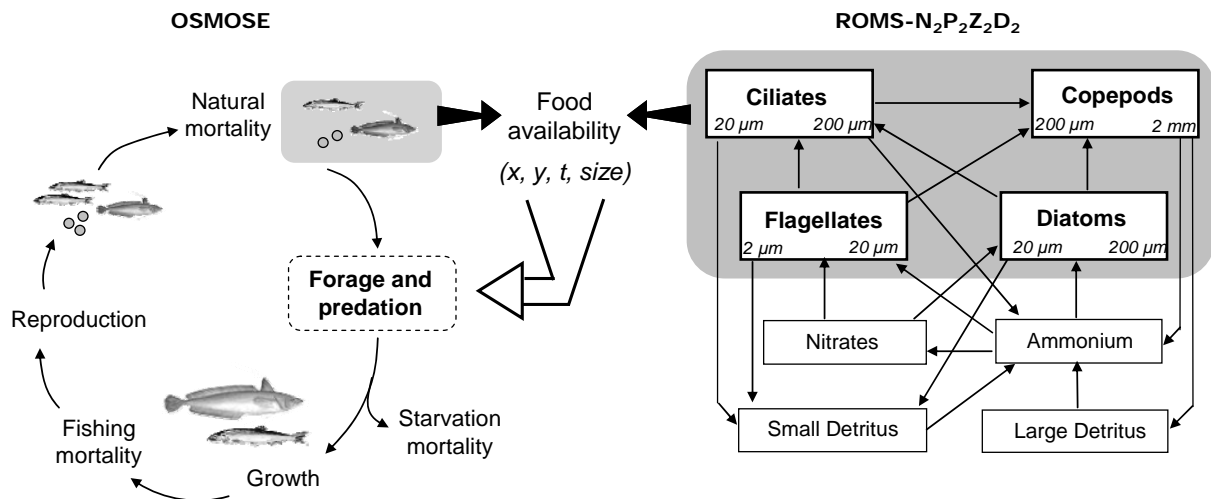 OSMOSE
Natural
mortality
Food
availability
(x, y, t, size)
Forage and
predation
Reproduction
Starvation
mortality
Fishing
mortality
Growth
ROMS-N₂P₂Z₂D₂
Ciliates
20 µm 200 µm
Copepods
200 µm 2 mm
Flagellates
2 µm 20 µm
Diatoms
20 µm 200 µm
Nitrates
Ammonium
Small Detritus
Large Detritus